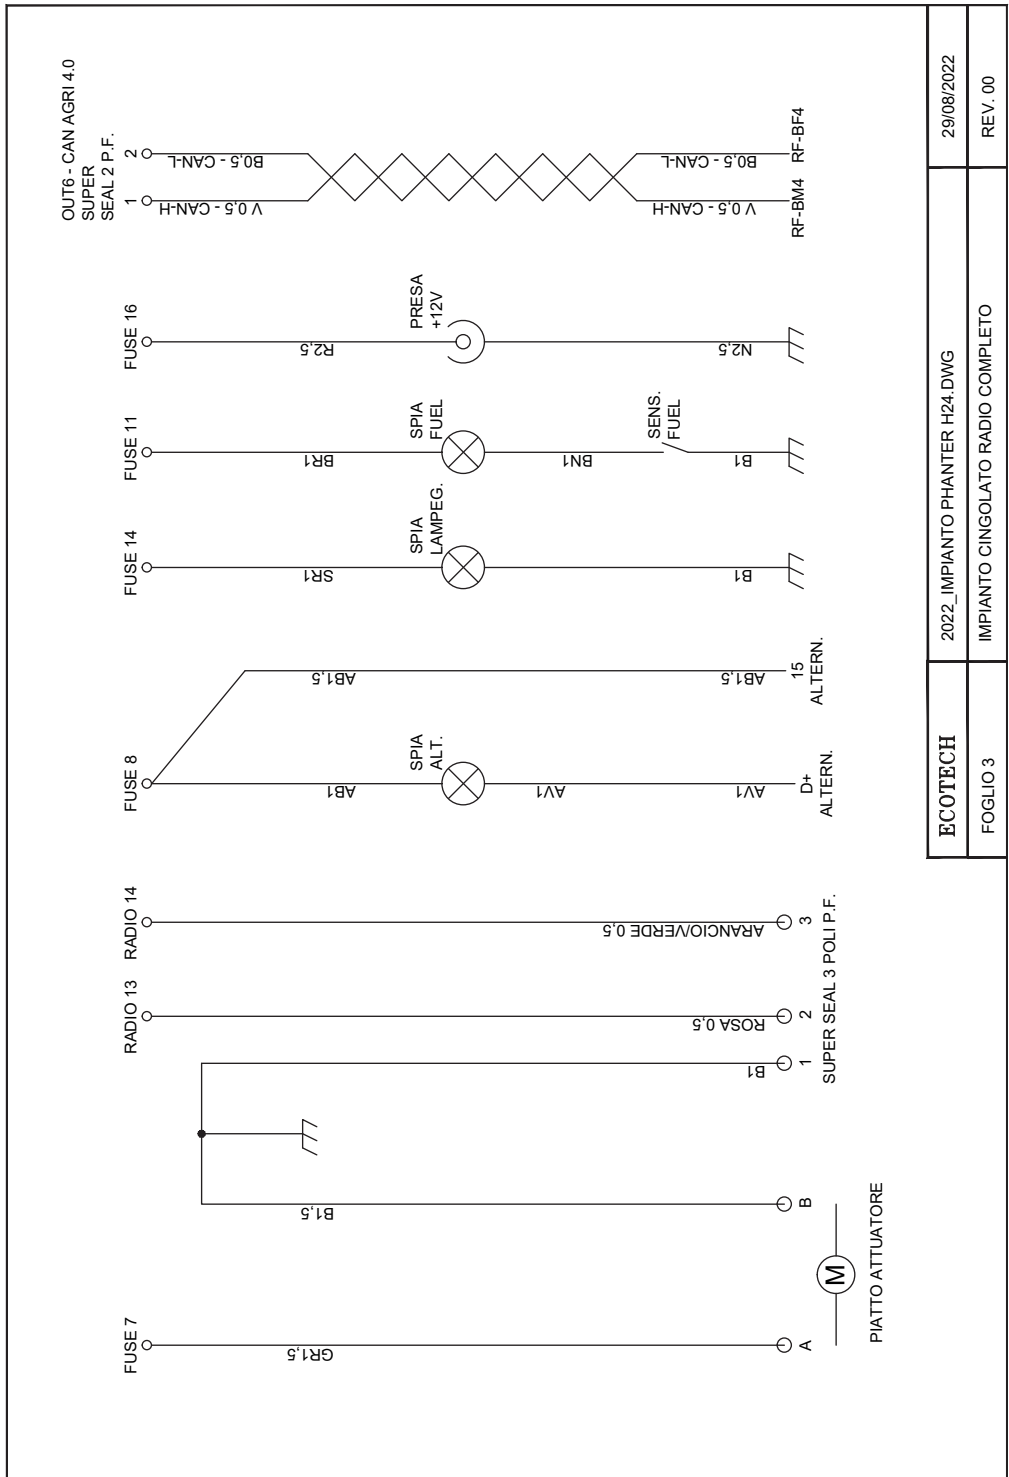 FUSE 7
RADIO 13
RADIO 14
FUSE 8
FUSE 14
FUSE 11
FUSE 16
OUT6 - CAN AGRI 4.0
SUPER
SEAL 2 P.F.
1
2
GR1,5
B1,5
AB1
AB1,5
SR1
BR1
R2,5
V 0,5 - CAN-H
B0,5 - CAN-L
SPIA
ALT.
SPIA
LAMPEG.
SPIA
FUEL
PRESA
+12V
AV1
BN1
SENS.
FUEL
B1
ROSA 0,5
ARANCIO/VERDE 0,5
AV1
AB1,5
B1
B1
N2,5
V 0,5 - CAN-H
B0,5 - CAN-L
A
B
1
2
3
D+
ALTERN.
15
ALTERN.
RF-BM4
RF-BF4
M
SUPER SEAL 3 POLI P.F.
PIATTO ATTUATORE
ECOTECH
2022_IMPIANTO PHANTER H24.DWG
29/08/2022
FOGLIO 3
IMPIANTO CINGOLATO RADIO COMPLETO
REV. 00